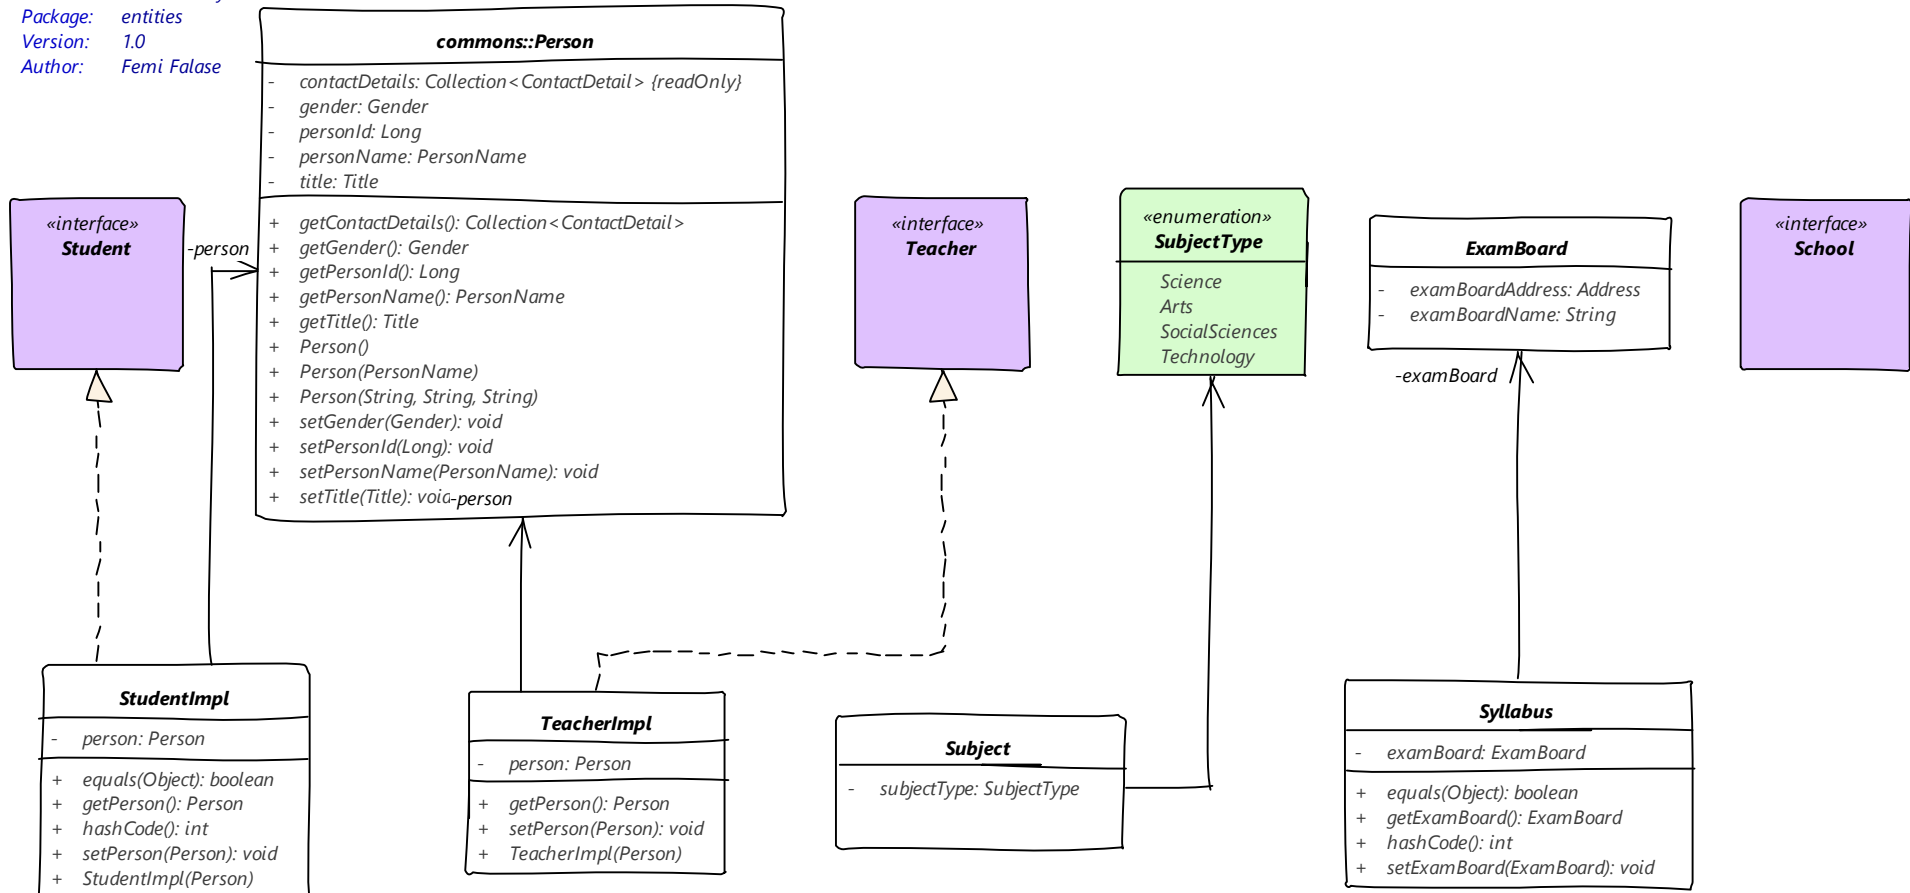 Package: entities
Version: 1.0
Author: Femi Falase
commons::Person
- contactDetails: Collection<ContactDetail> {readOnly}
- gender: Gender
- personId: Long
- personName: PersonName
- title: Title
+ getContactDetails(): Collection<ContactDetail>
+ getGender(): Gender
+ getPersonId(): Long
+ getPersonName(): PersonName
+ getTitle(): Title
+ Person()
+ Person(PersonName)
+ Person(String, String, String)
+ setGender(Gender): void
+ setPersonId(Long): void
+ setPersonName(PersonName): void
+ setTitle(Title): void
-person
«interface»
Student
-person
«interface»
Teacher
«enumeration»
SubjectType
Science
Arts
SocialSciences
Technology
ExamBoard
- examBoardAddress: Address
- examBoardName: String
-examBoard
«interface»
School
StudentImpl
- person: Person
+ equals(Object): boolean
+ getPerson(): Person
+ hashCode(): int
+ setPerson(Person): void
+ StudentImpl(Person)
TeacherImpl
- person: Person
+ getPerson(): Person
+ setPerson(Person): void
+ TeacherImpl(Person)
Subject
- subjectType: SubjectType
Syllabus
- examBoard: ExamBoard
+ equals(Object): boolean
+ getExamBoard(): ExamBoard
+ hashCode(): int
+ setExamBoard(ExamBoard): void